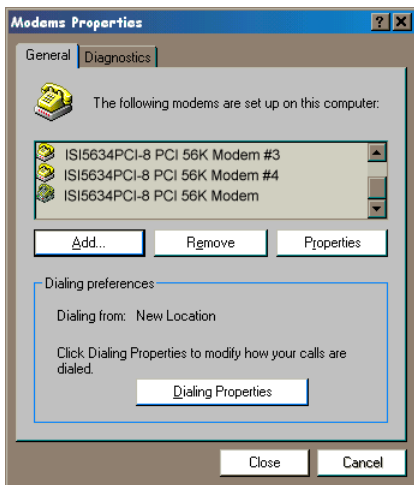 Modems Properties
General Diagnostics
The following modems are set up on this computer:
ISI5634PCI-8 PCI 56K Modem #3
ISI5634PCI-8 PCI 56K Modem #4
ISI5634PCI-8 PCI 56K Modem
Add... Remove Properties
Dialing preferences
Dialing from: New Location
Click Dialing Properties to modify how your calls are
dialed.
Dialing Properties
Close Cancel